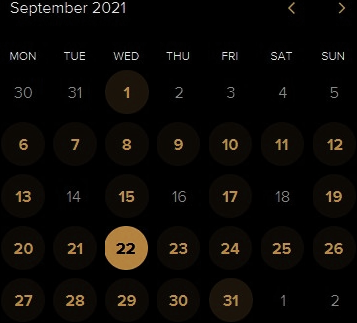 September 2021
MON TUE WED THU FRI SAT SUN
30 31 1 2 3 4 5
6 7 8 9 10 11 12
13 14 15 16 17 18 19
20 21 22 23 24 25 26
27 28 29 30 31 1 2